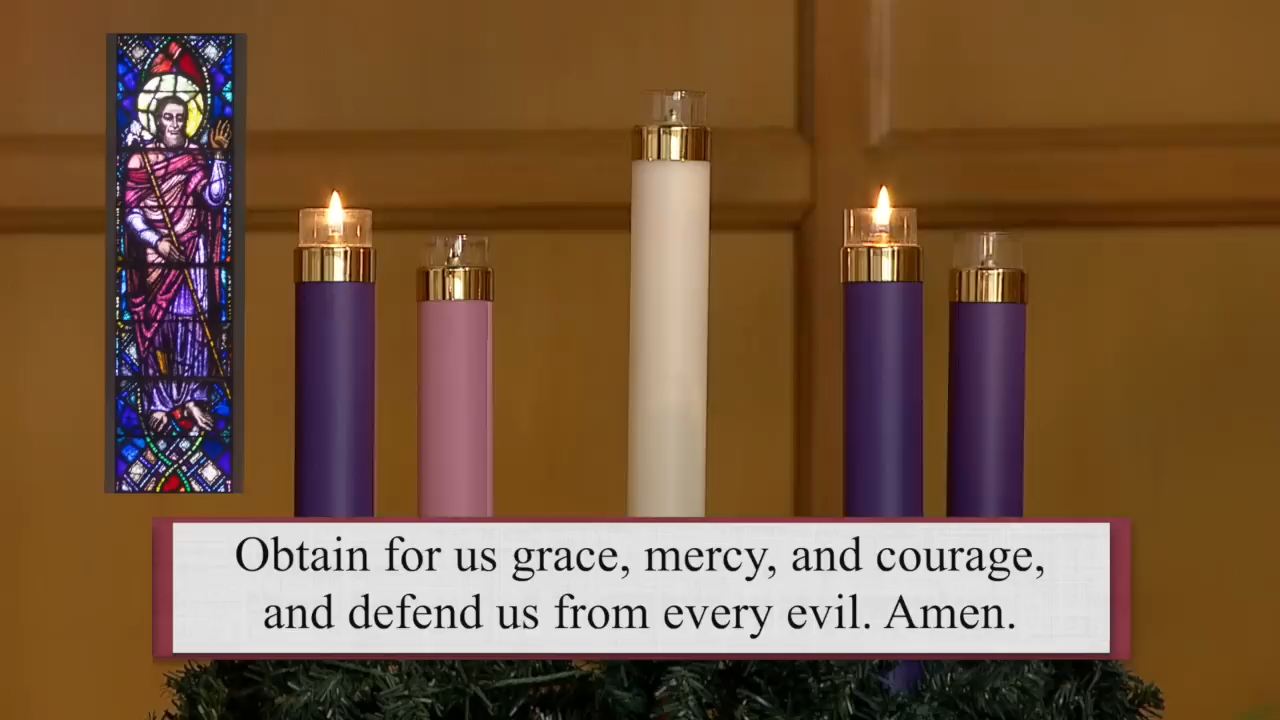 Obtain for us grace, mercy, and courage,
and defend us from every evil. Amen.